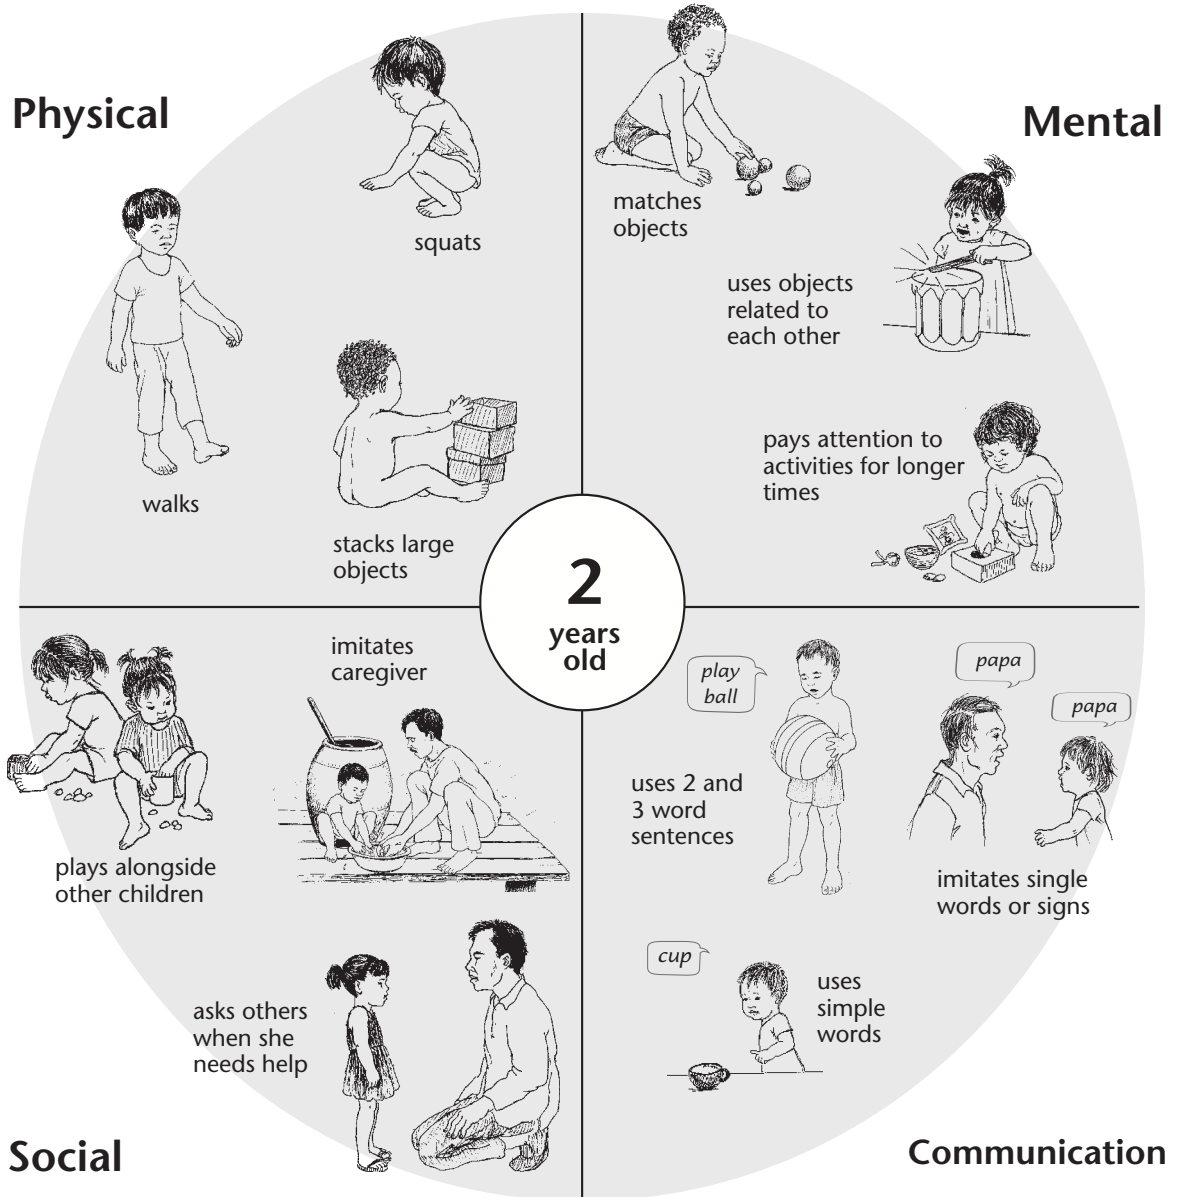 Physical
squats
walks
stacks large
objects
Mental
matches
objects
uses objects
related to
each other
pays attention to
activities for longer
times
2
years
old
imitates
caregiver
plays alongside
other children
asks others
when she
needs help
Social
play
ball
uses 2 and
3 word
sentences
papa
papa
imitates single
words or signs
cup
uses
simple
words
Communication